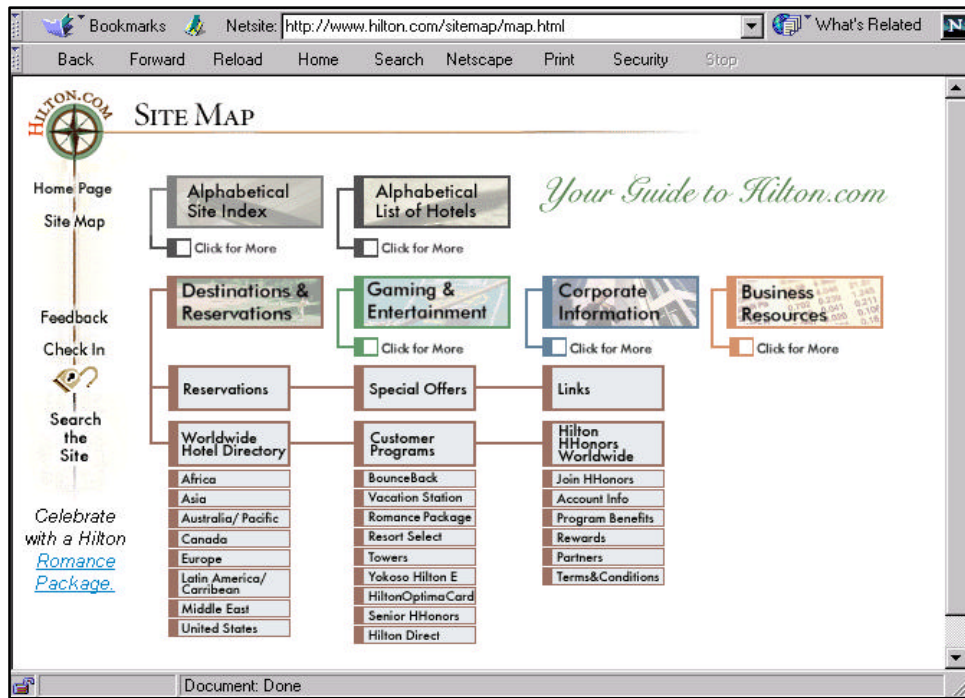 Bookmarks Netsite: http://www.hilton.com/sitemap/map.html What's Related N
Back Forward Reload Home Search Netscape Print Security Stop
HILTON.COM
SITE MAP
Home Page
Site Map
Feedback
Check In
Search
the
Site
Celebrate
with a Hilton
Romance
Package.
Alphabetical
Site Index
Click for More
Alphabetical
List of Hotels
Click for More
Your Guide to Hilton.com
Destinations &
Reservations
Gaming &
Entertainment
Click for More
Corporate
Information
Click for More
Business
Resources
Click for More
Reservations
Special Offers
Links
Worldwide
Hotel Directory
Africa
Asia
Australia/ Pacific
Canada
Europe
Latin America/
Carribean
Middle East
United States
Customer
Programs
BounceBack
Vacation Station
Romance Package
Resort Select
Towers
Yokoso Hilton E
HiltonOptimaCard
Senior HHonors
Hilton Direct
Hilton
HHonors
Worldwide
Join HHonors
Account Info
Program Benefits
Rewards
Partners
Terms&Conditions
Document: Done